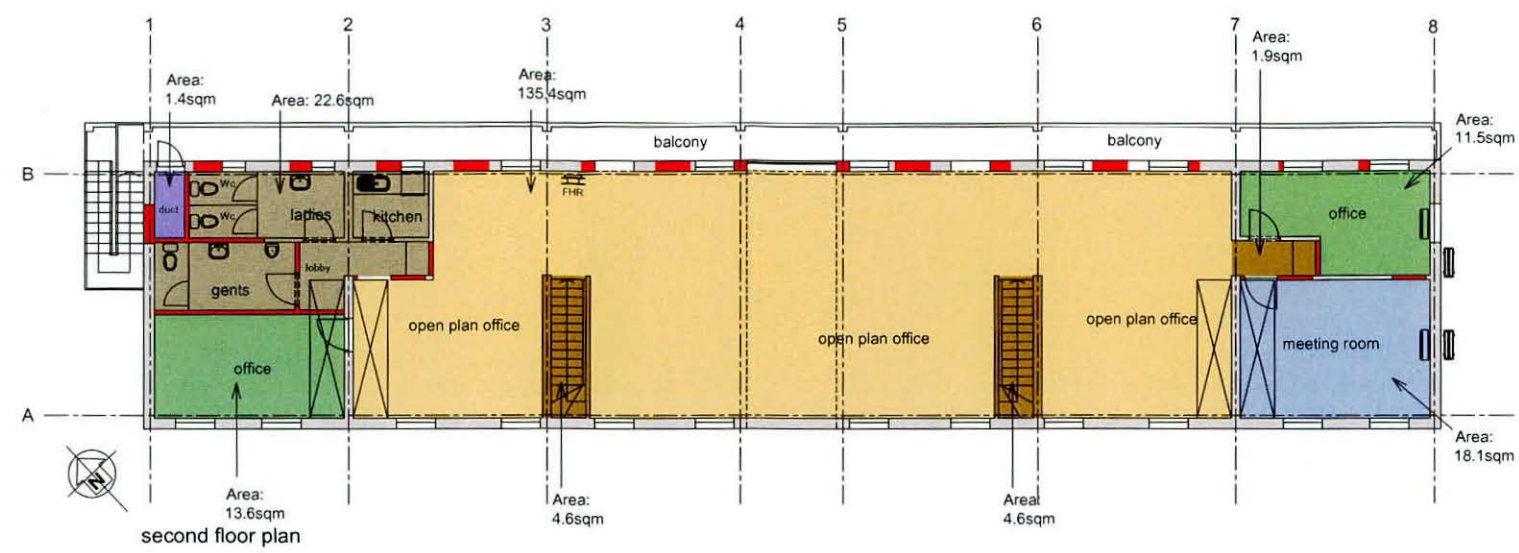 1
2
3
4
5
6
7
8
Area:
1.4sqm
Area: 22.6sqm
Area:
135.4sqm
Area:
1.9sqm
Area:
11.5sqm
balcony
balcony
B
Wc
FHR
duct
Wc
ladies
kitchen
office
lobby
gents
open plan office
open plan office
open plan office
meeting room
office
A
N
Area:
18.1sqm
Area:
13.6sqm
Area:
4.6sqm
Area:
4.6sqm
second floor plan